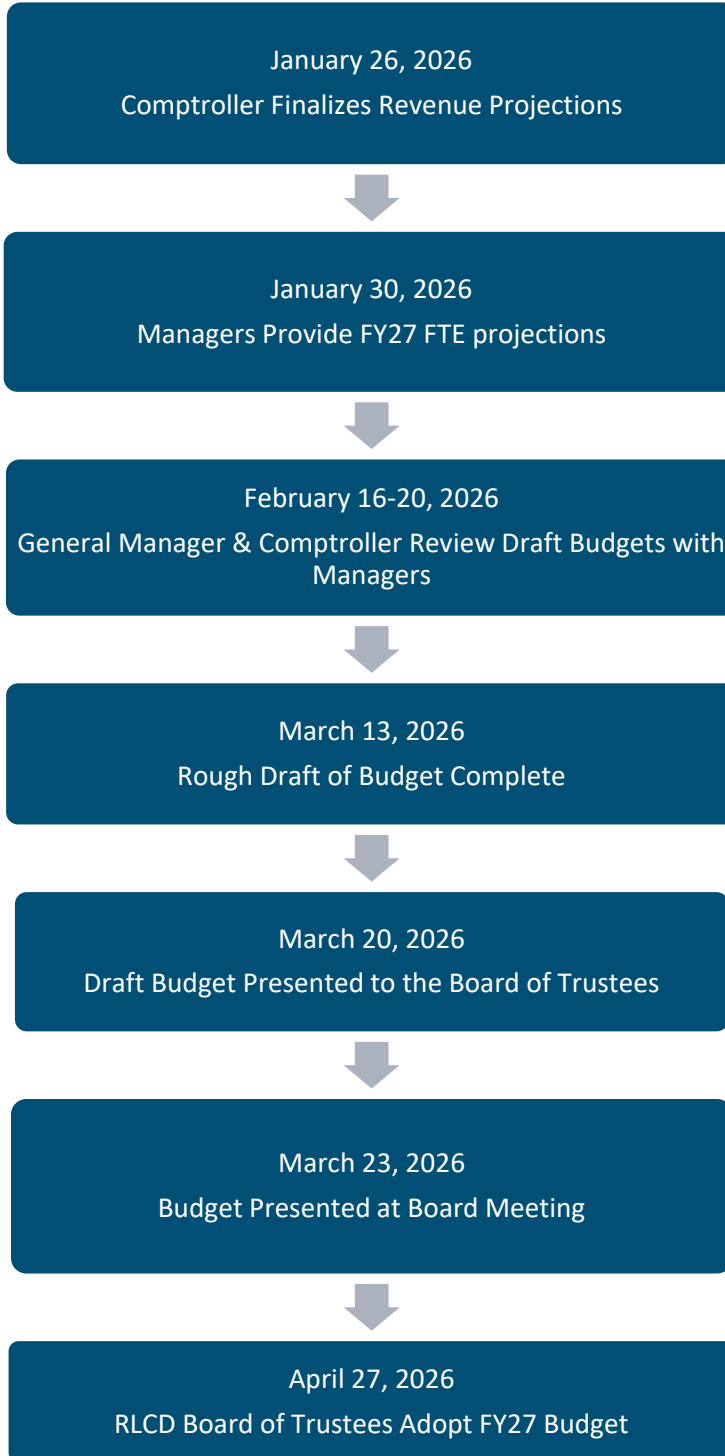 January 26, 2026
Comptroller Finalizes Revenue Projections
January 30, 2026
Managers Provide FY27 FTE projections
February 16-20, 2026
General Manager & Comptroller Review Draft Budgets with
Managers
March 13, 2026
Rough Draft of Budget Complete
March 20, 2026
Draft Budget Presented to the Board of Trustees
March 23, 2026
Budget Presented at Board Meeting
April 27, 2026
RLCD Board of Trustees Adopt FY27 Budget